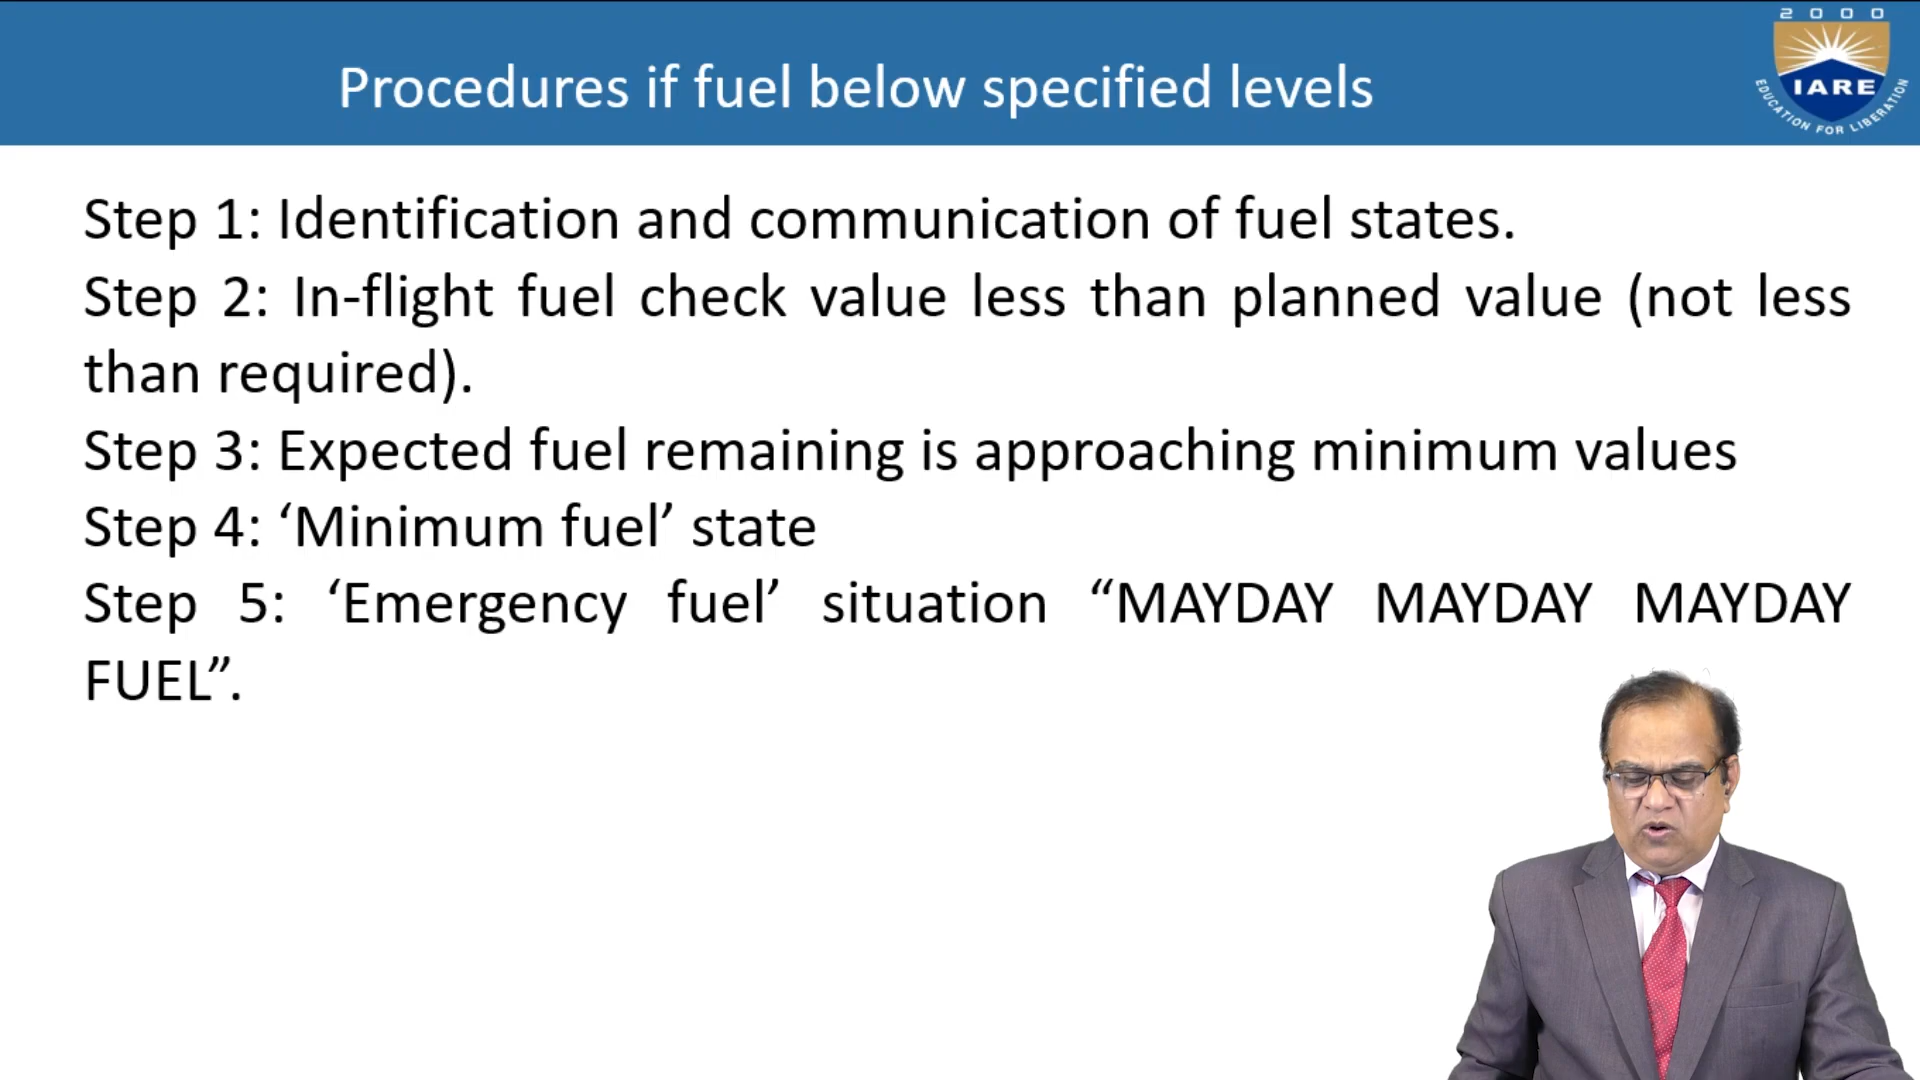 Procedures if fuel below specified levels
2000
IARE
EDUCATION FOR LIBERATION
Step 1: Identification and communication of fuel states.
Step 2: In-flight fuel check value less than planned value (not less
than required).
Step 3: Expected fuel remaining is approaching minimum values
Step 4: ‘Minimum fuel’ state
Step 5: ‘Emergency fuel’ situation “MAYDAY MAYDAY MAYDAY
FUEL”.